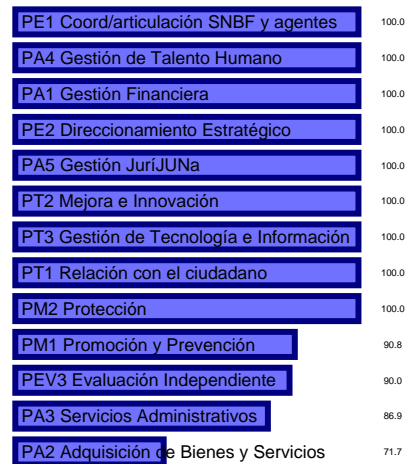 PE1 Coord/articulación SNBF y agentes 100.0
PA4 Gestión de Talento Humano 100.0
PA1 Gestión Financiera 100.0
PE2 Direccionamiento Estratégico 100.0
PA5 Gestión JuríJUNa 100.0
PT2 Mejora e Innovación 100.0
PT3 Gestión de Tecnología e Información 100.0
PT1 Relación con el ciudadano 100.0
PM2 Protección 100.0
PM1 Promoción y Prevención 90.8
PEV3 Evaluación Independiente 90.0
PA3 Servicios Administrativos 86.9
PA2 Adquisición de Bienes y Servicios 71.7